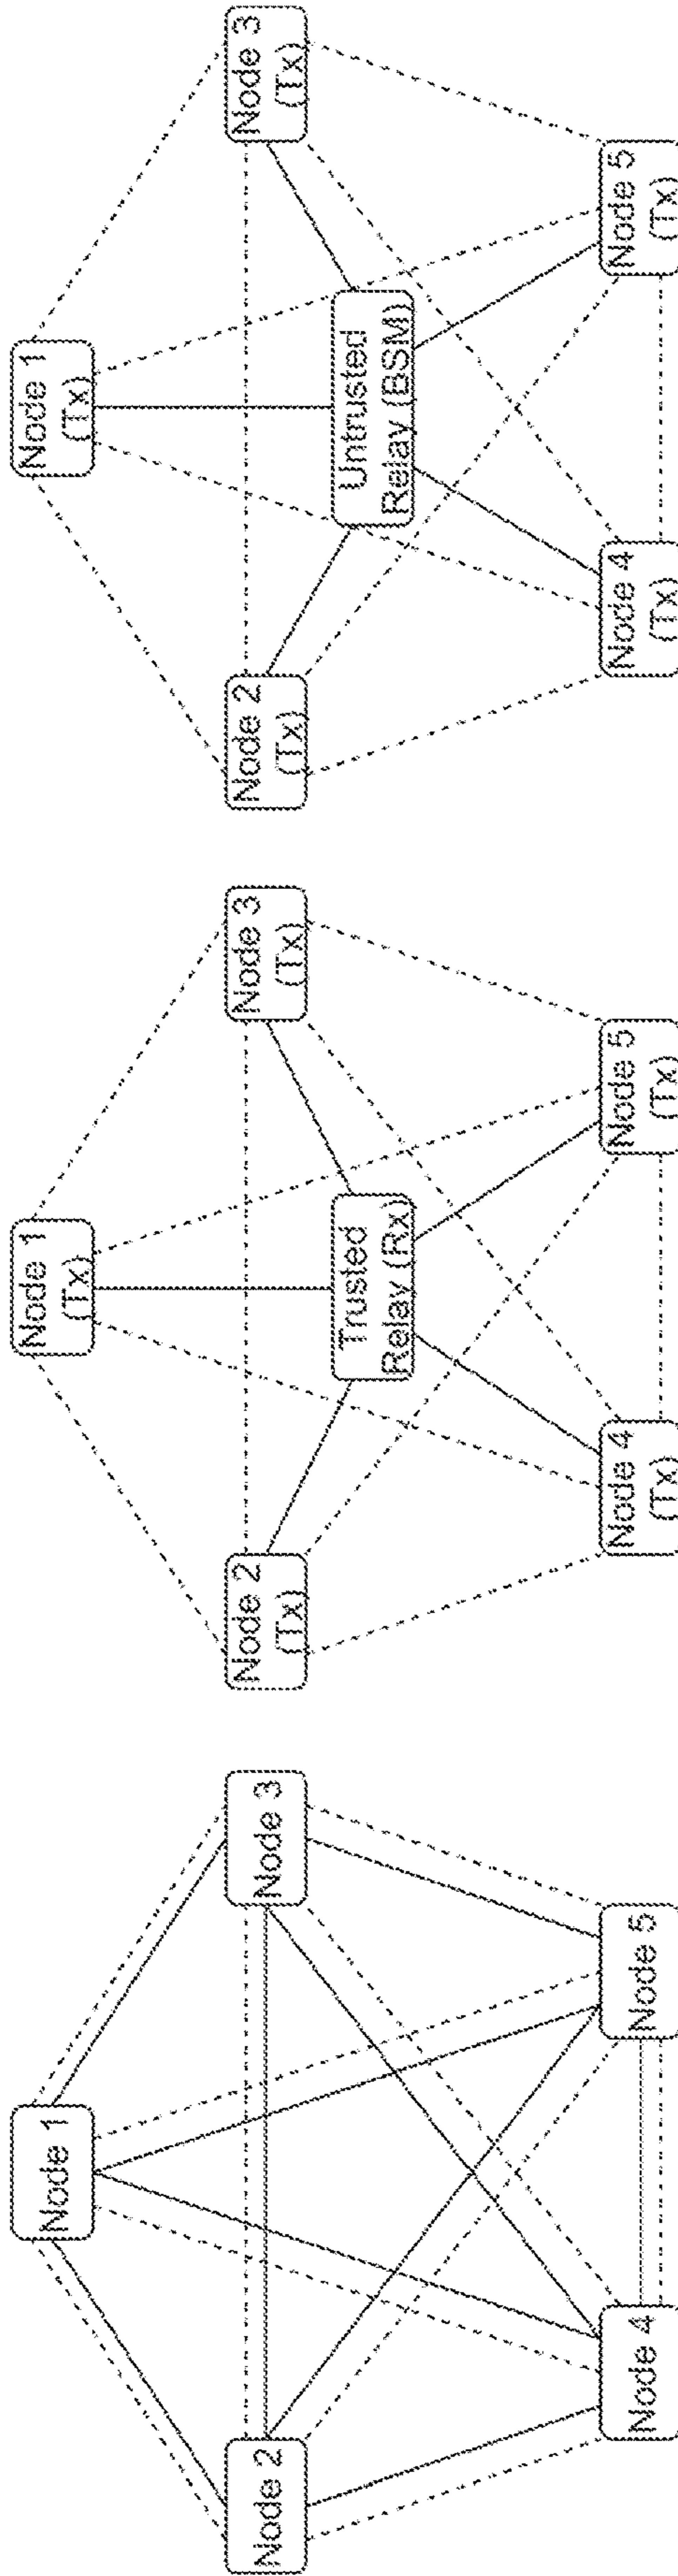 Node 1
Node 2
Node 3
Node 4
Node 5
Node 1
(Tx)
Node 2
(Tx)
Node 3
(Tx)
Trusted
Relay (Rx)
Node 4
(Tx)
Node 5
(Tx)
Node 1
(Tx)
Node 2
(Tx)
Node 3
(Tx)
Untrusted
Relay (BSM)
Node 4
(Tx)
Node 5
(Tx)